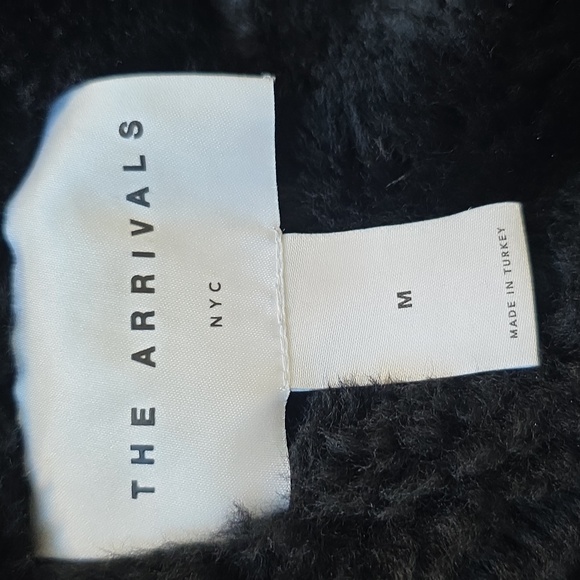 THE ARRIVALS
NYC
M
MADE IN TURKEY